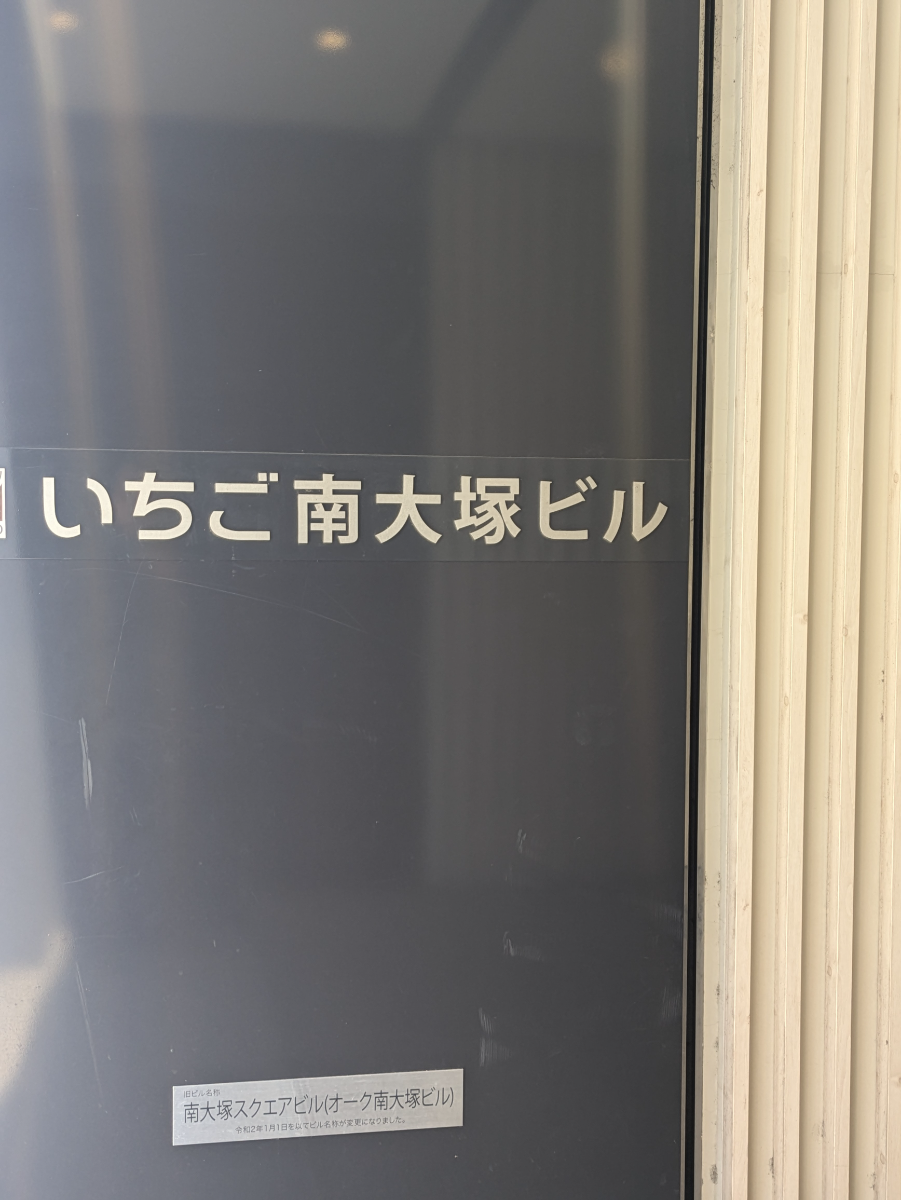 いちご南大塚ビル
旧ビル名称
南大塚スクエアビル(オーク南大塚ビル)
令和2年1月1日を以てビル名称が変更になりました。